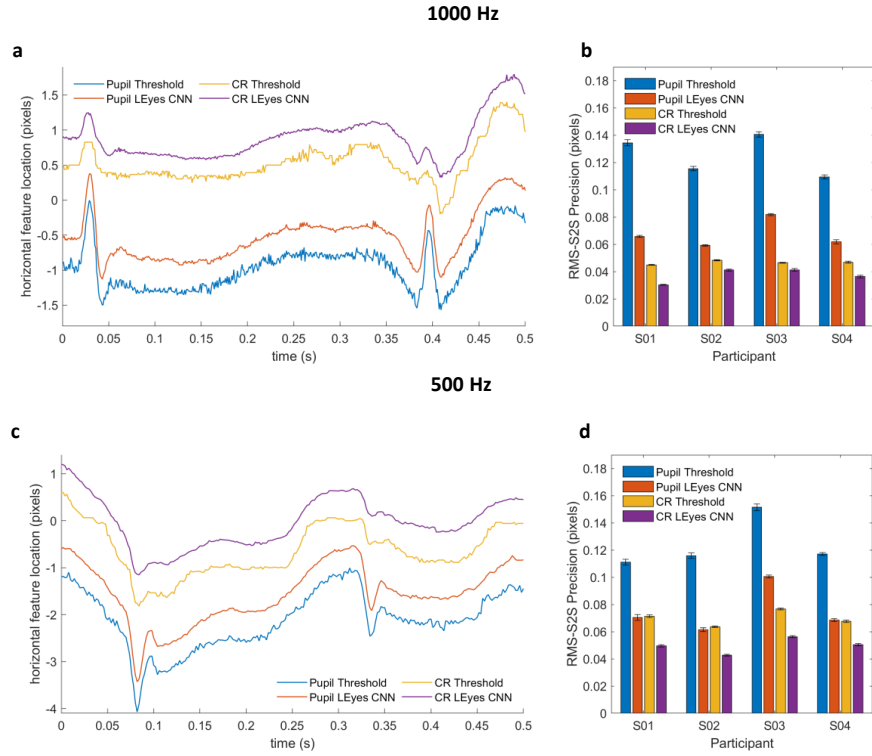 1000 Hz
a
Pupil Threshold
CR Threshold
Pupil LEyes CNN
CR LEyes CNN
horizontal feature location (pixels)
1.5
1
0.5
0
-0.5
-1
-1.5
0 0.05 0.1 0.15 0.2 0.25 0.3 0.35 0.4 0.45 0.5
time (s)
b
Pupil Threshold
Pupil LEyes CNN
CR Threshold
CR LEyes CNN
RMS-S2S Precision (pixels)
0.18
0.16
0.14
0.12
0.1
0.08
0.06
0.04
0.02
0
S01 S02 S03 S04
Participant
500 Hz
c
horizontal feature location (pixels)
1
0
-1
-2
-3
-4
Pupil Threshold
CR Threshold
Pupil LEyes CNN
CR LEyes CNN
0 0.05 0.1 0.15 0.2 0.25 0.3 0.35 0.4 0.45 0.5
time (s)
d
Pupil Threshold
Pupil LEyes CNN
CR Threshold
CR LEyes CNN
RMS-S2S Precision (pixels)
0.18
0.16
0.14
0.12
0.1
0.08
0.06
0.04
0.02
0
S01 S02 S03 S04
Participant